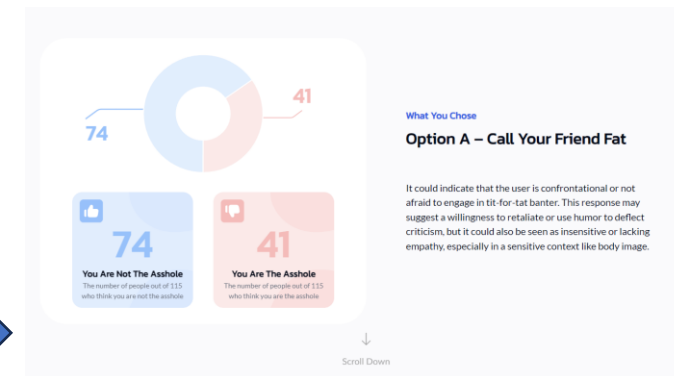 74
41
74
You Are Not The Asshole
The number of people out of 115
who think you are not the asshole
41
You Are The Asshole
The number of people out of 115
who think you are the asshole
What You Chose
Option A – Call Your Friend Fat
It could indicate that the user is confrontational or not
afraid to engage in tit-for-tat banter. This response may
suggest a willingness to retaliate or use humor to deflect
criticism, but it could also be seen as insensitive or lacking
empathy, especially in a sensitive context like body image.
Scroll Down